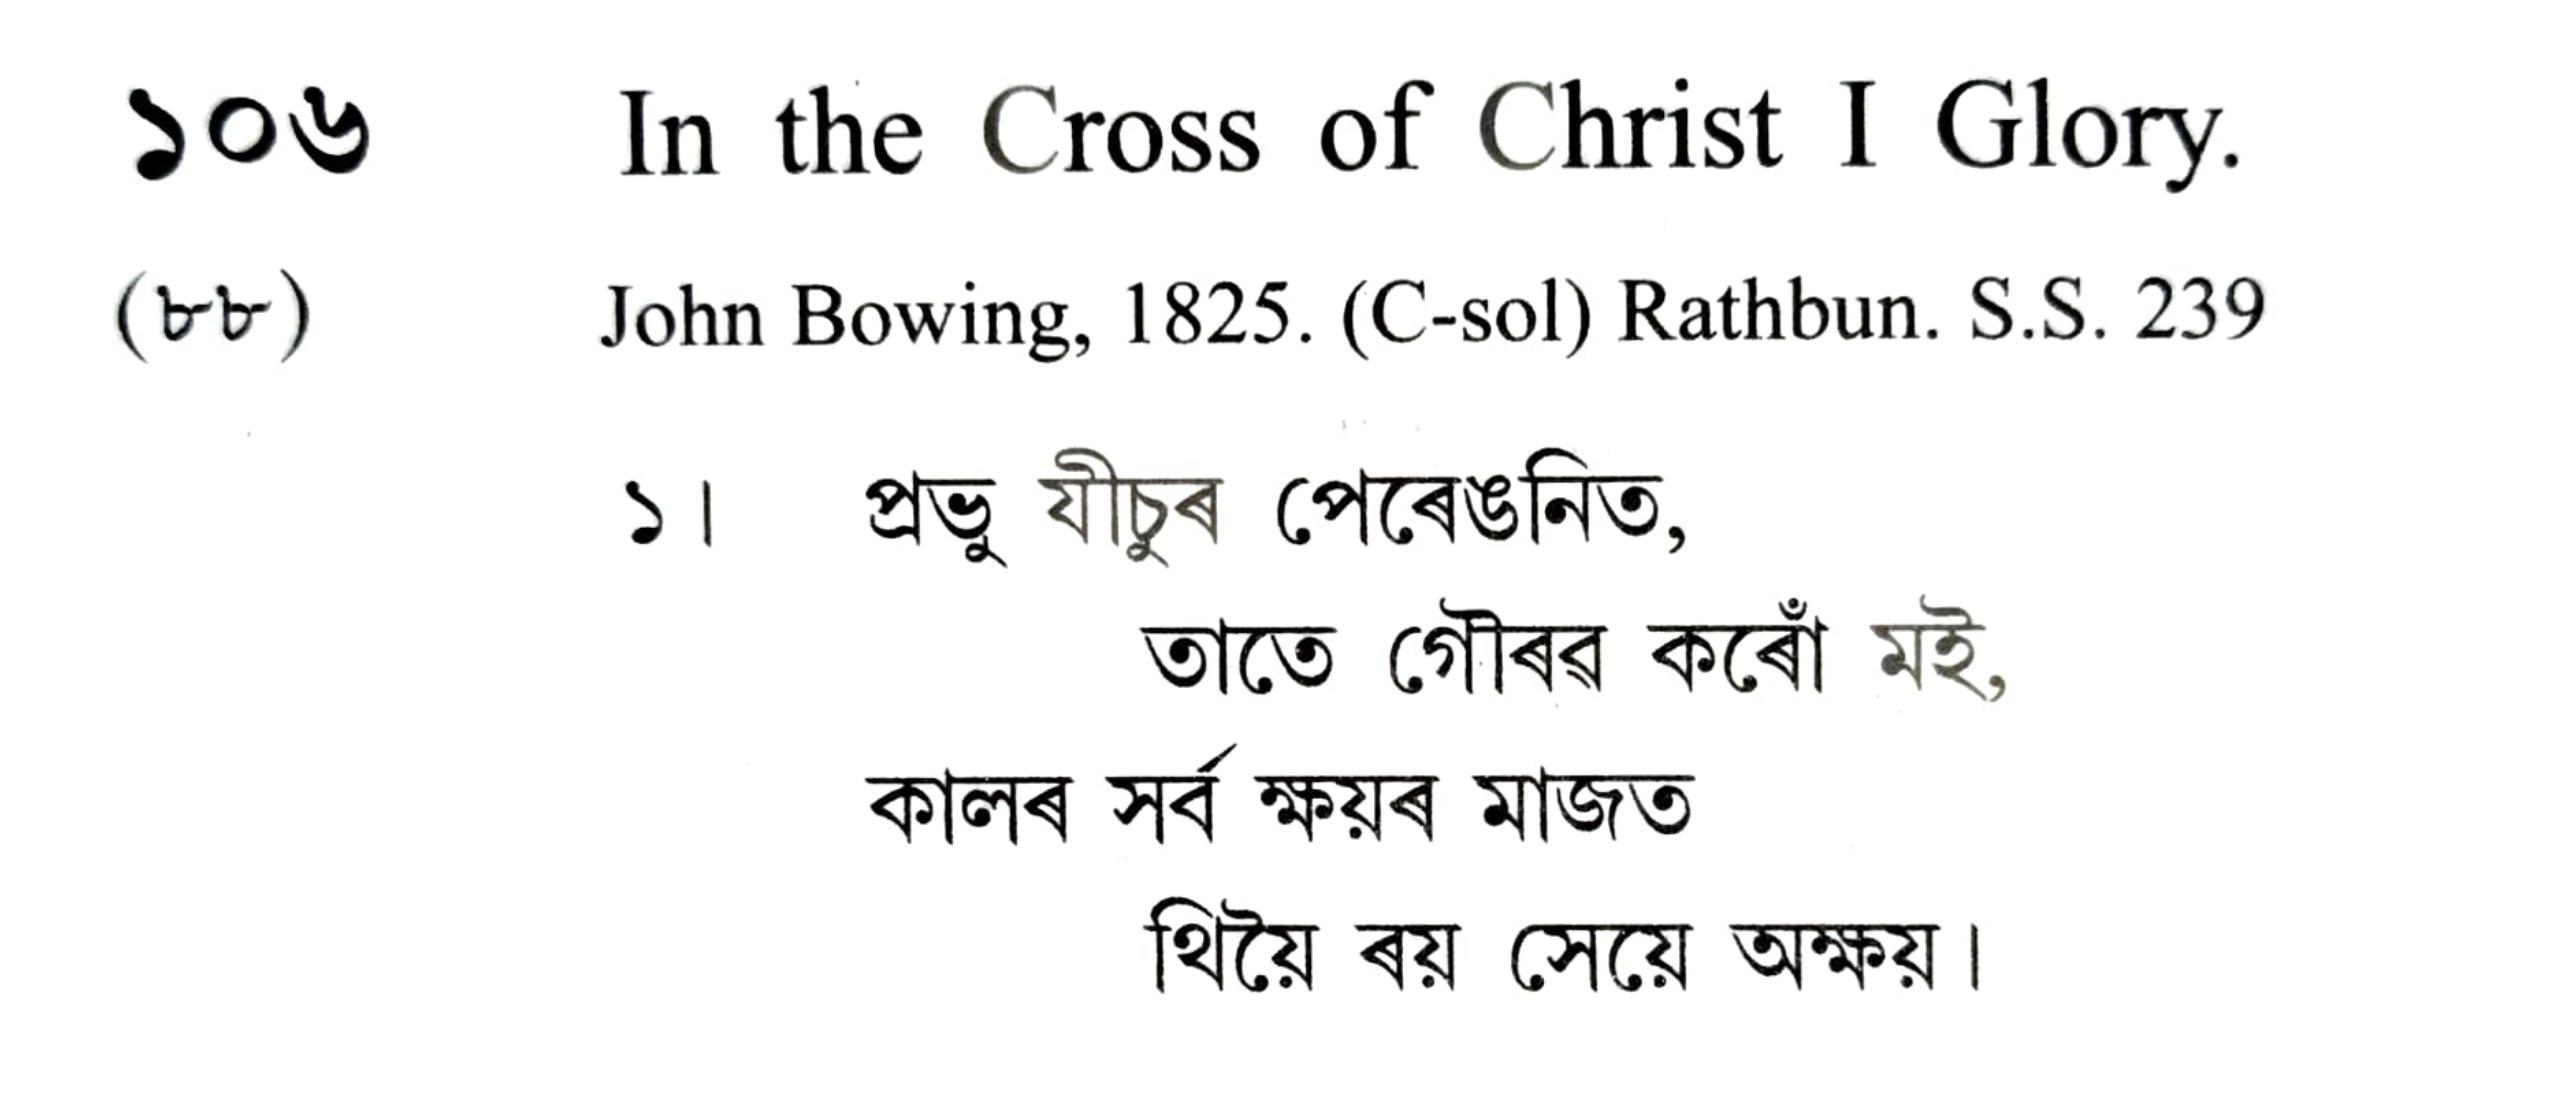 ১০৬ In the Cross of Christ I Glory.
(৮৮) John Bowing, 1825. (C-sol) Rathbun. S.S. 239
১। প্ৰভু যীচুৰ পেৰেঙনিত,
তাতে গৌৰৱ কৰোঁ মই,
কালৰ সৰ্ব ক্ষয়ৰ মাজত
থিয়ৈ ৰয় সেয়ে অক্ষয়।